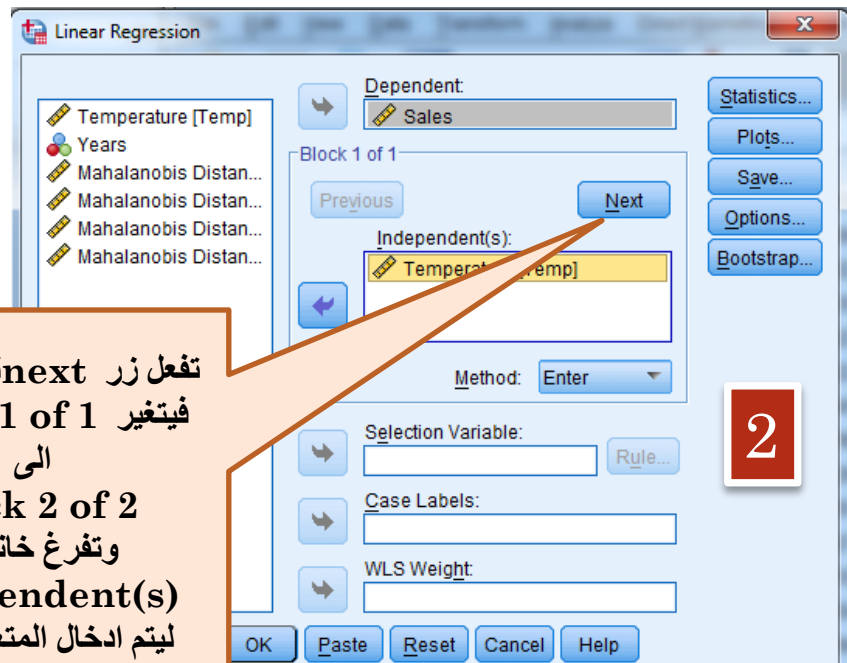 Linear Regression
Temperature [Temp]
Years
Mahalanobis Distan...
Mahalanobis Distan...
Mahalanobis Distan...
Mahalanobis Distan...
Dependent:
Sales
Block 1 of 1
Previous
Next
Independent(s):
Temperat Temp]
Method: Enter
Selection Variable:
Rule...
Case Labels:
WLS Weight:
Statistics...
Plots...
Save...
Options...
Bootstrap...
OK
Paste
Reset
Cancel
Help
تفعل زر next
فيتغير 1 of 1
الى
k 2 of 2
وتفرغ
endent(s)
ليتم ادخال
2